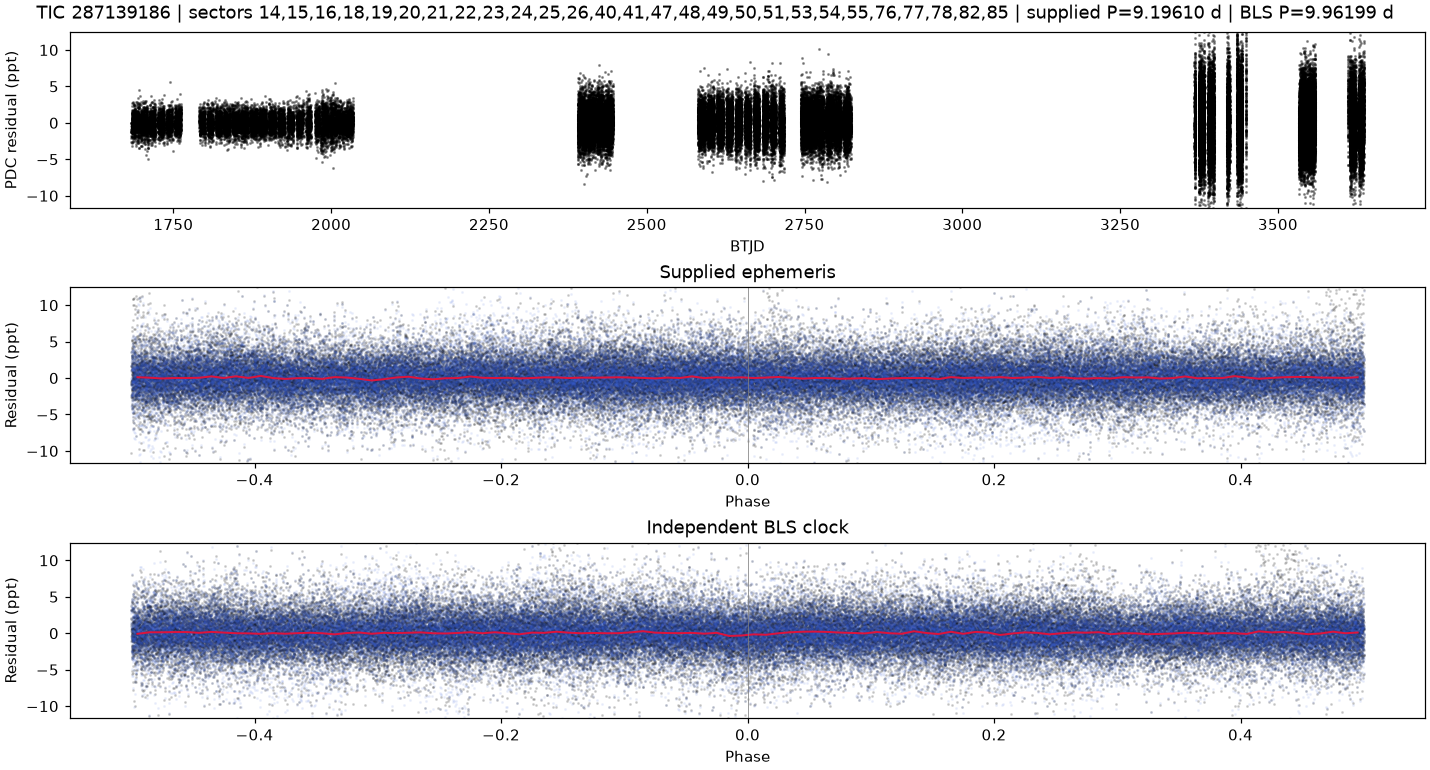 TIC 287139186 | sectors 14,15,16,18,19,20,21,22,23,24,25,26,40,41,47,48,49,50,51,53,54,55,76,77,78,82,85 | supplied P=9.19610 d | BLS P=9.96199 d
PDC residual (ppt)
10
5
0
−5
−10
1750 2000 2250 2500 2750 3000 3250 3500
BTJD
Supplied ephemeris
Residual (ppt)
10
5
0
−5
−10
−0.4 −0.2 0.0 0.2 0.4
Phase
Independent BLS clock
Residual (ppt)
10
5
0
−5
−10
−0.4 −0.2 0.0 0.2 0.4
Phase